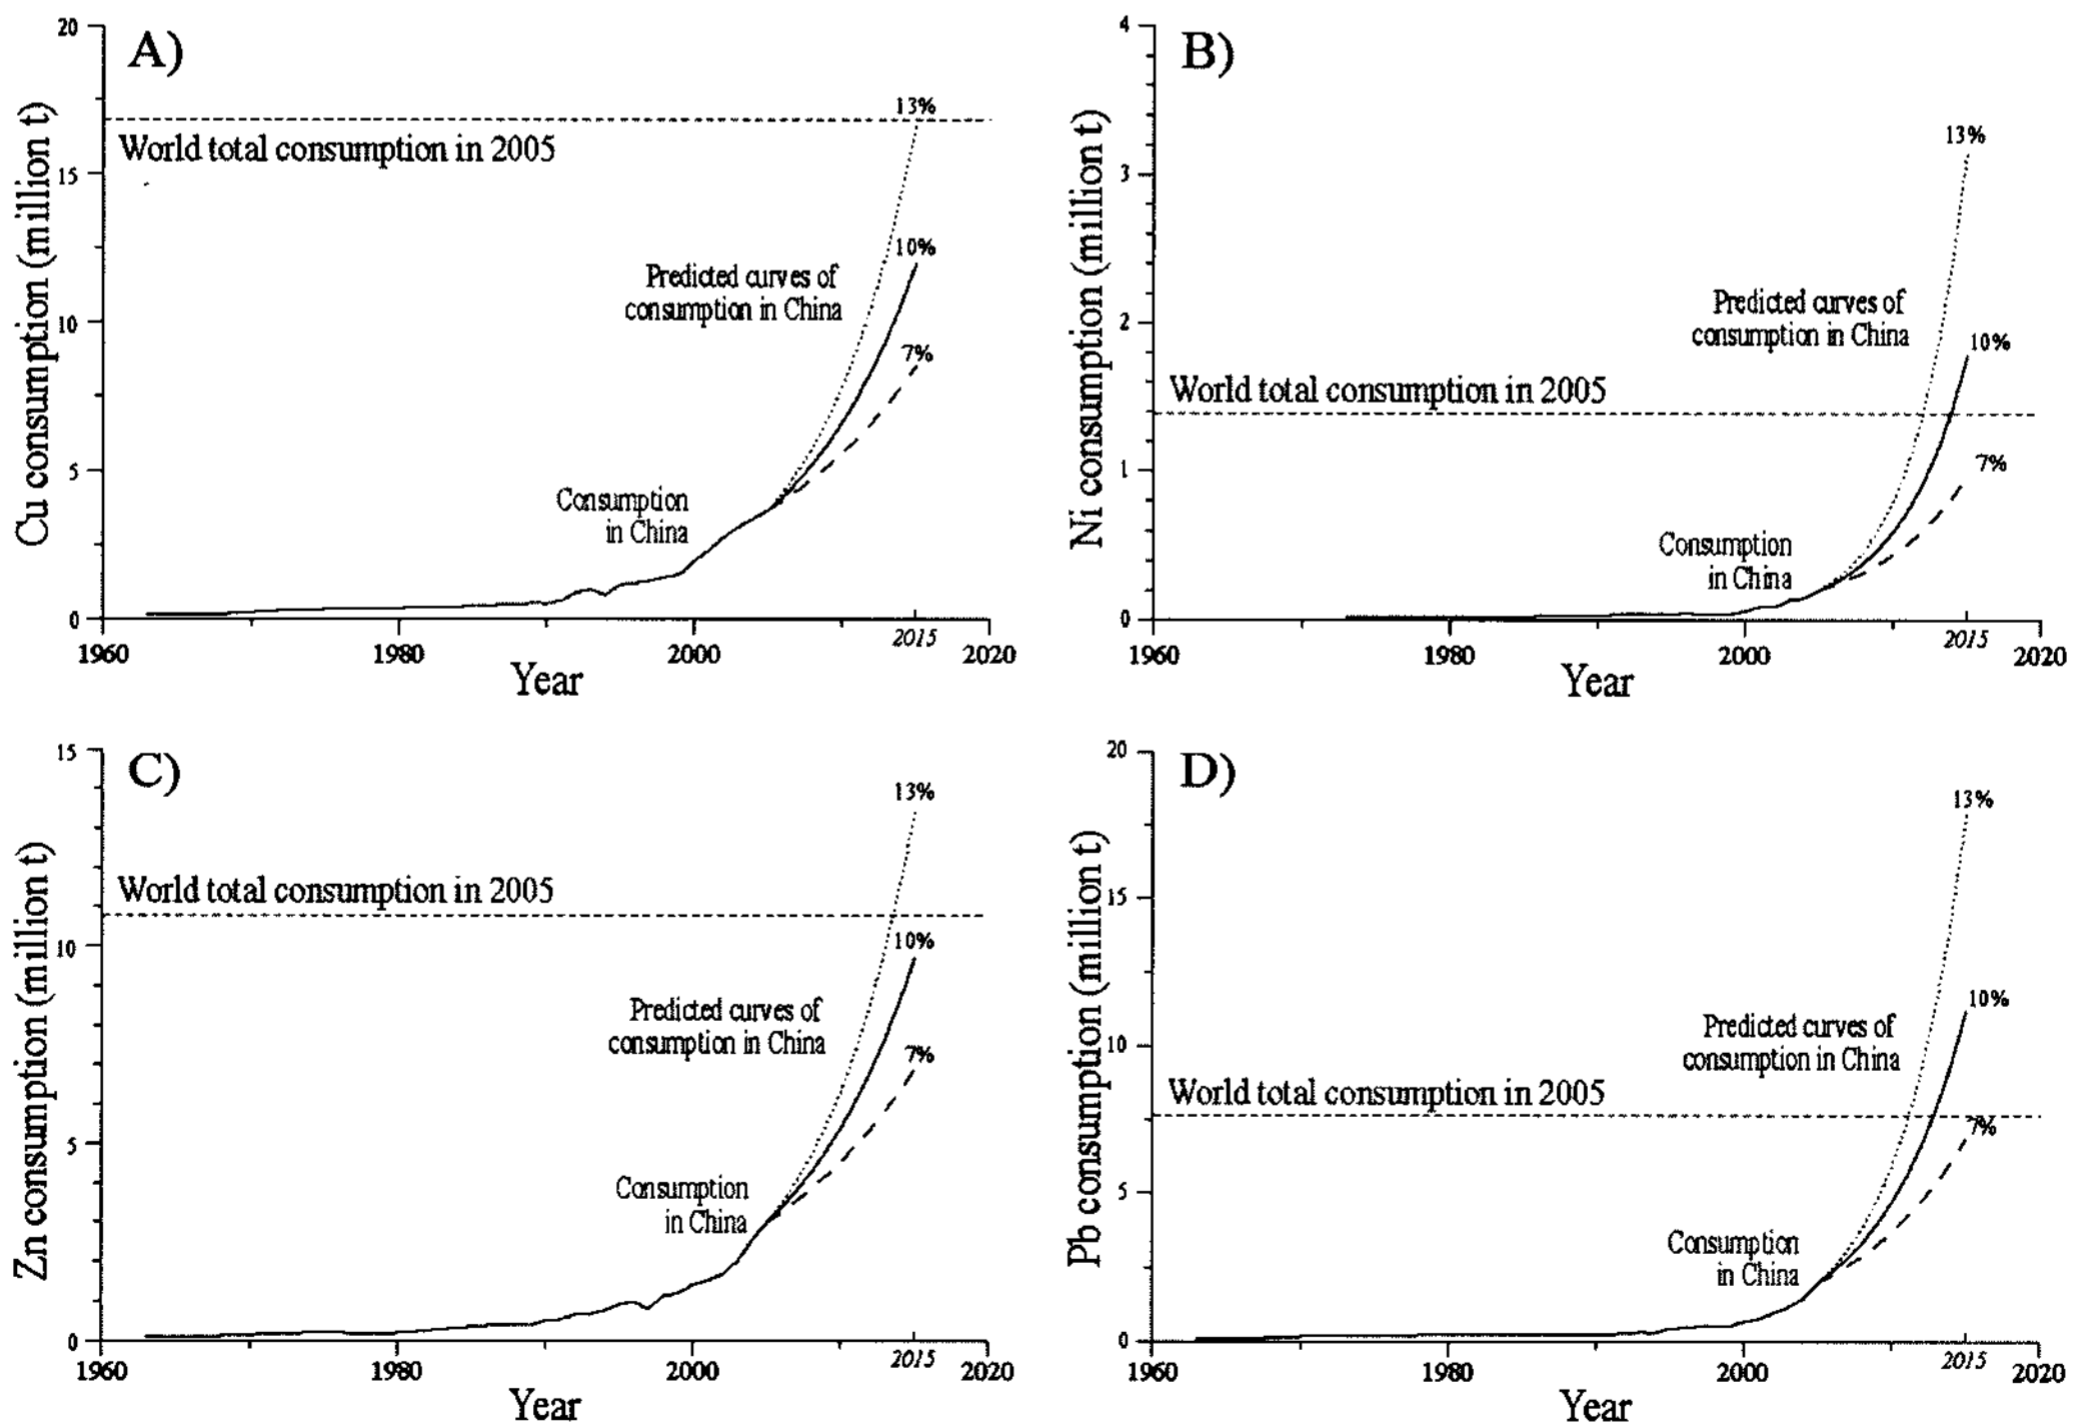 A)
20
15
10
5
0
Cu consumption (million t)
World total consumption in 2005
13%
10%
7%
Predicted curves of
consumption in China
Consumption
in China
1960
1980
2000
2015
2020
Year
B)
4
3
2
1
0
Ni consumption (million t)
13%
Predicted curves of
consumption in China
10%
World total consumption in 2005
7%
Consumption
in China
1960
1980
2000
2015
2020
Year
C)
15
10
5
0
Zn consumption (million t)
13%
World total consumption in 2005
10%
Predicted curves of
consumption in China
7%
Consumption
in China
1960
1980
2000
2015
2020
Year
D)
20
15
10
5
0
Pb consumption (million t)
13%
10%
Predicted curves of
consumption in China
World total consumption in 2005
7%
Consumption
in China
1960
1980
2000
2015
2020
Year